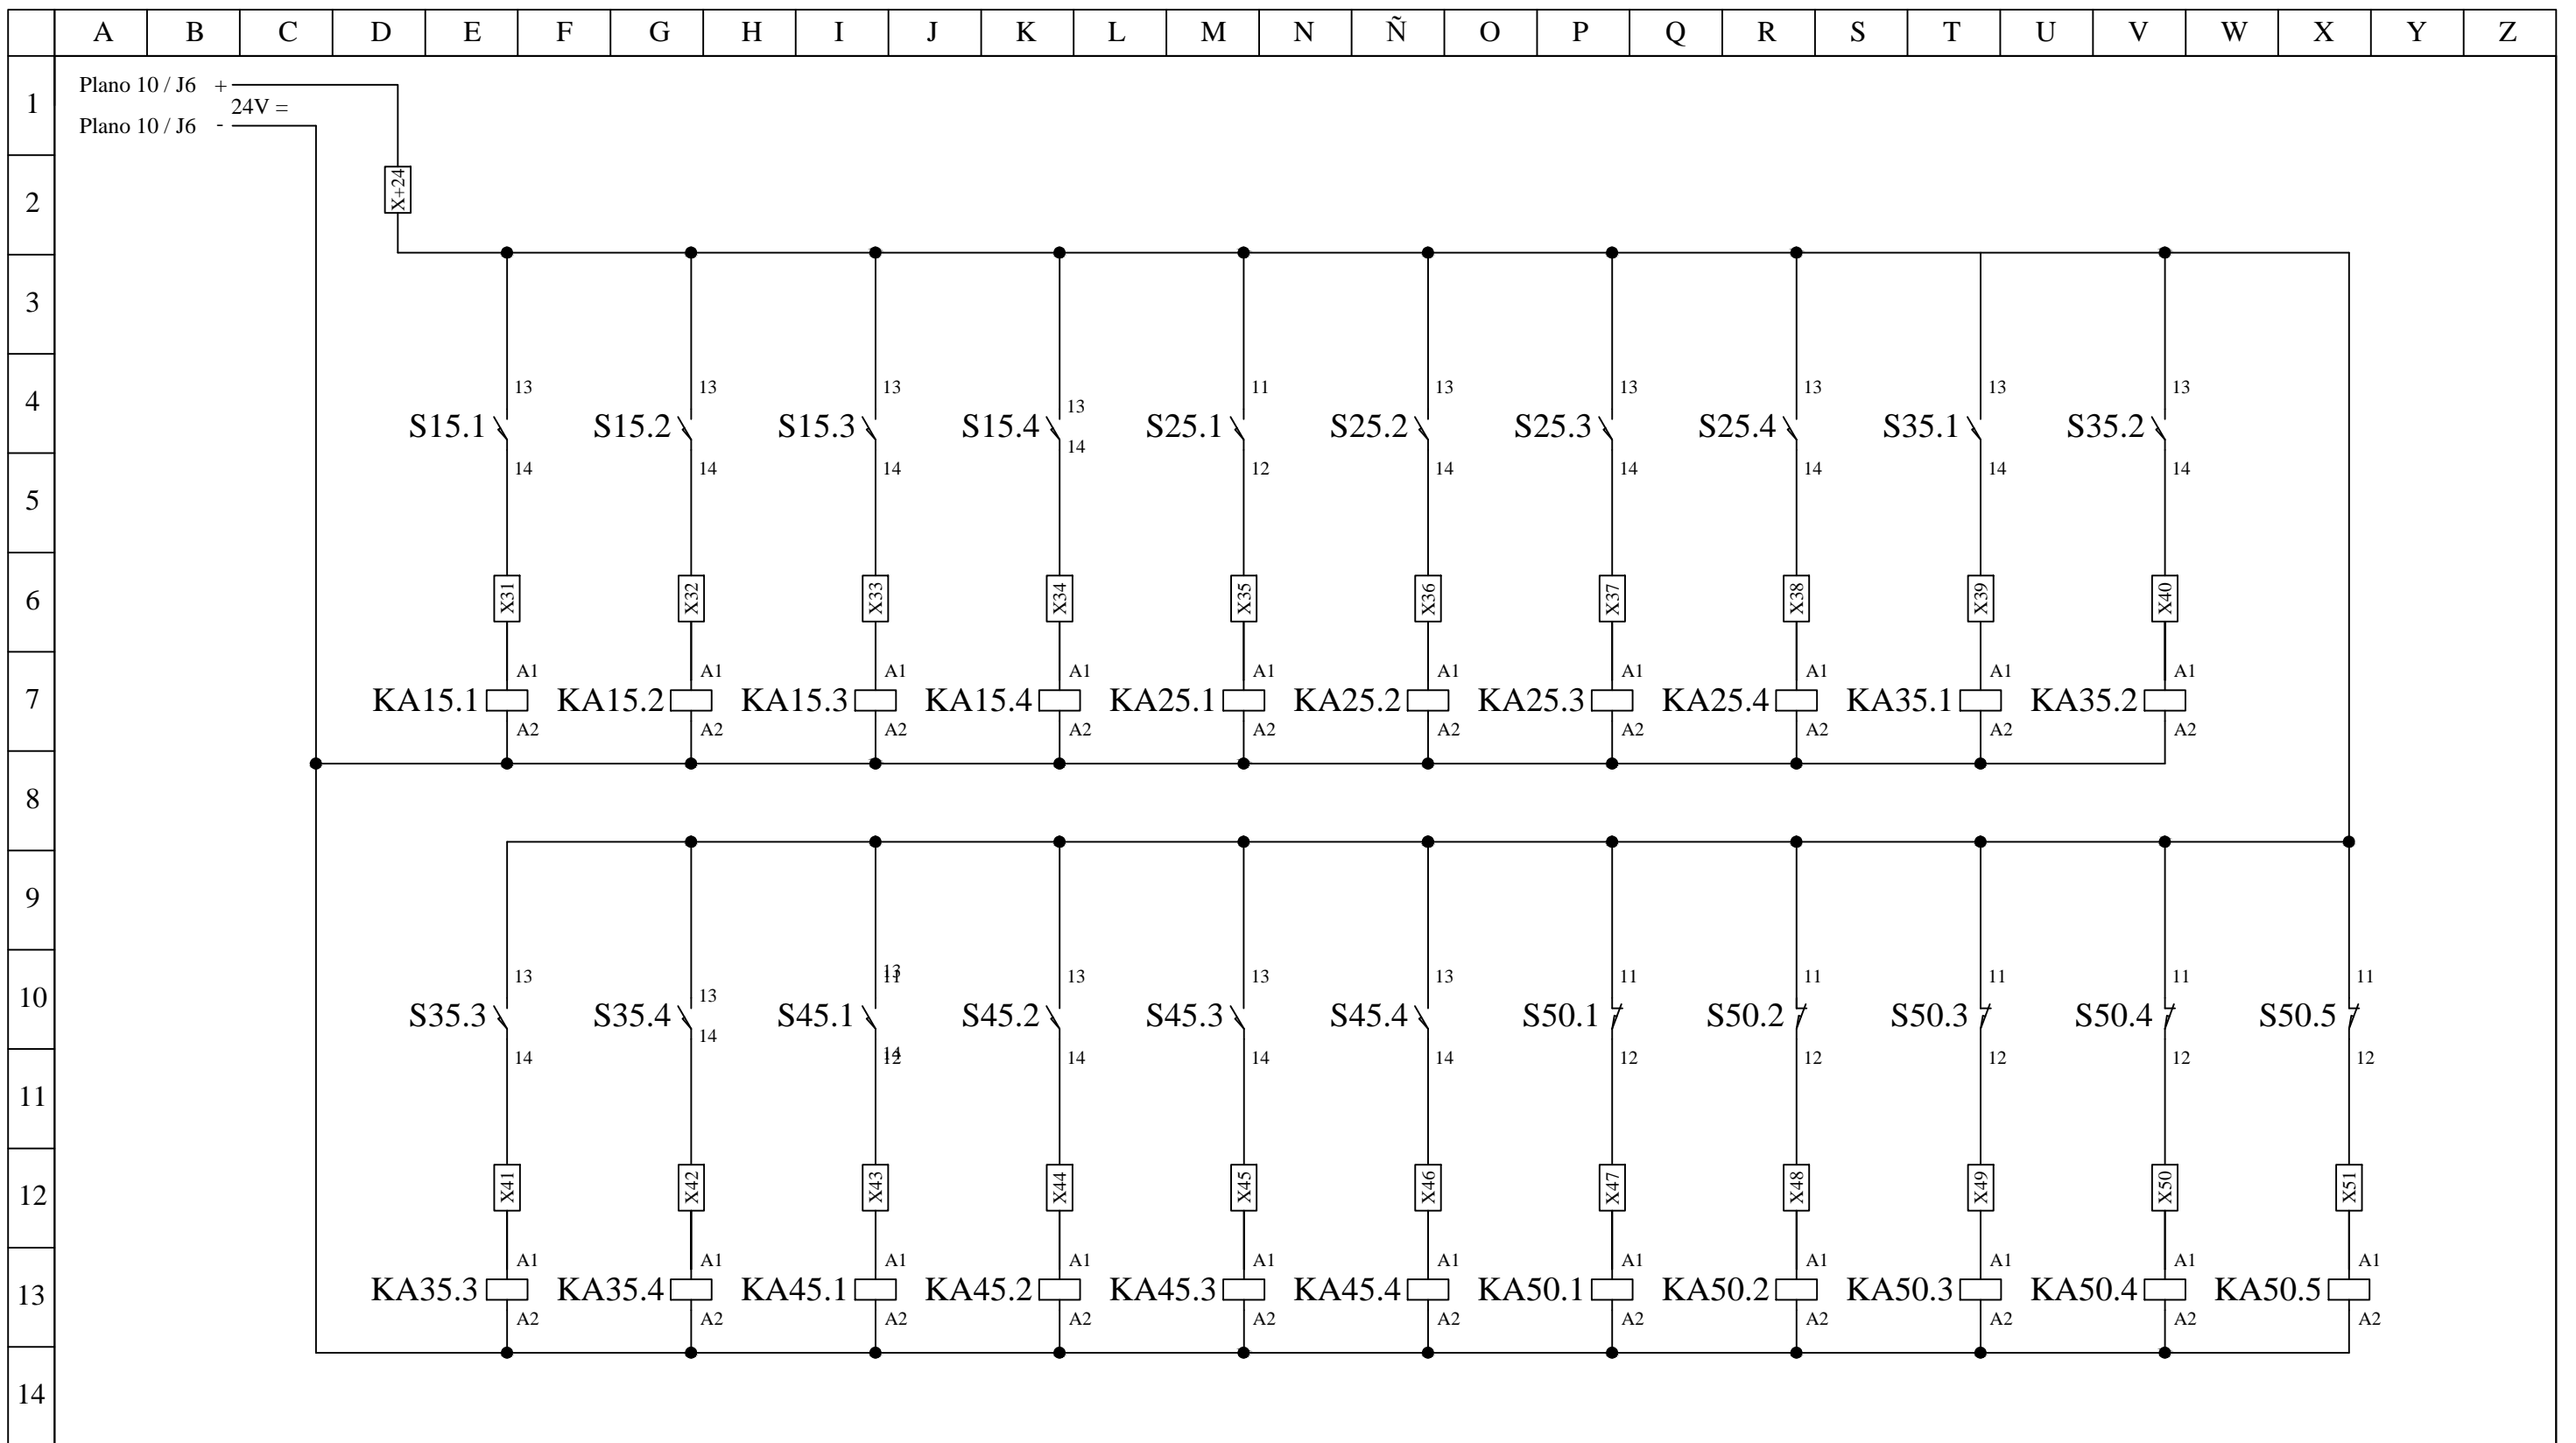 A B C D E F G H I J K L M N Ñ O P Q R S T U V W X Y Z
1
Plano 10 / J6 +
24V =
Plano 10 / J6 -
2
X+24
3
4
13 13 13 13 11 13 13 13 13 13
S15.1 S15.2 S15.3 S15.4 S25.1 S25.2 S25.3 S25.4 S35.1 S35.2
14 14 14 14 12 14 14 14 14 14
5
6
X31 X32 X33 X34 X35 X36 X37 X38 X39 X40
A1 A1 A1 A1 A1 A1 A1 A1 A1 A1
7
KA15.1 KA15.2 KA15.3 KA15.4 KA25.1 KA25.2 KA25.3 KA25.4 KA35.1 KA35.2
A2 A2 A2 A2 A2 A2 A2 A2 A2 A2
8
9
13 13 13 11 13 13 13 11 11 11 11 11
10
S35.3 S35.4 S45.1 S45.2 S45.3 S45.4 S50.1 S50.2 S50.3 S50.4 S50.5
14 14 14 12 14 14 14 12 12 12 12 12
11
12
X41 X42 X43 X44 X45 X46 X47 X48 X49 X50 X51
A1 A1 A1 A1 A1 A1 A1 A1 A1 A1 A1
13
KA35.3 KA35.4 KA45.1 KA45.2 KA45.3 KA45.4 KA50.1 KA50.2 KA50.3 KA50.4 KA50.5
A2 A2 A2 A2 A2 A2 A2 A2 A2 A2 A2
14